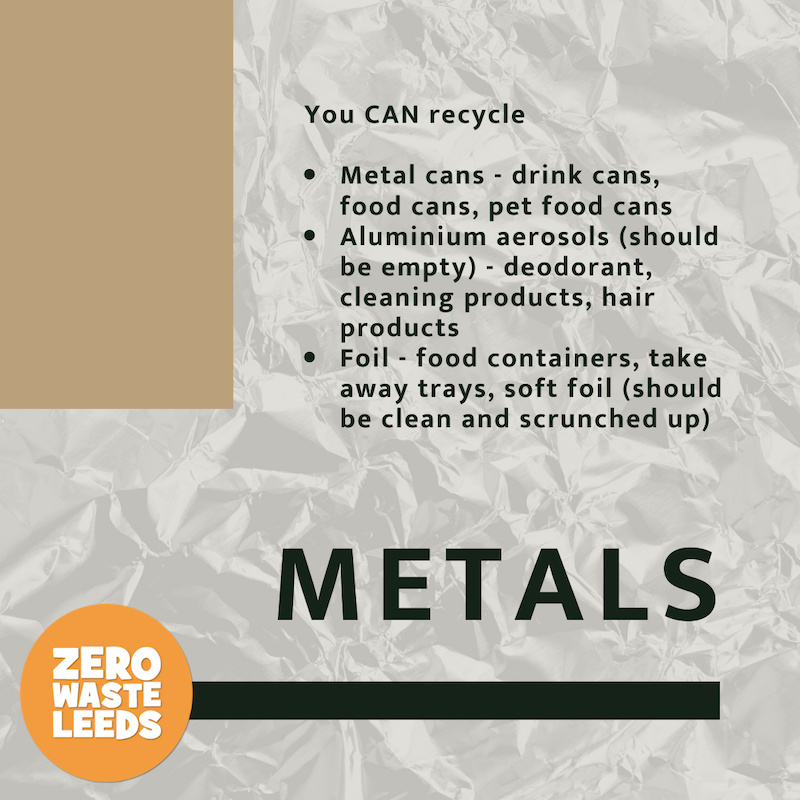 You CAN recycle
• Metal cans - drink cans,
food cans, pet food cans
• Aluminium aerosols (should
be empty) - deodorant,
cleaning products, hair
products
• Foil - food containers, take
away trays, soft foil (should
be clean and scrunched up)
METALS
ZERO
WASTE
LEEDS